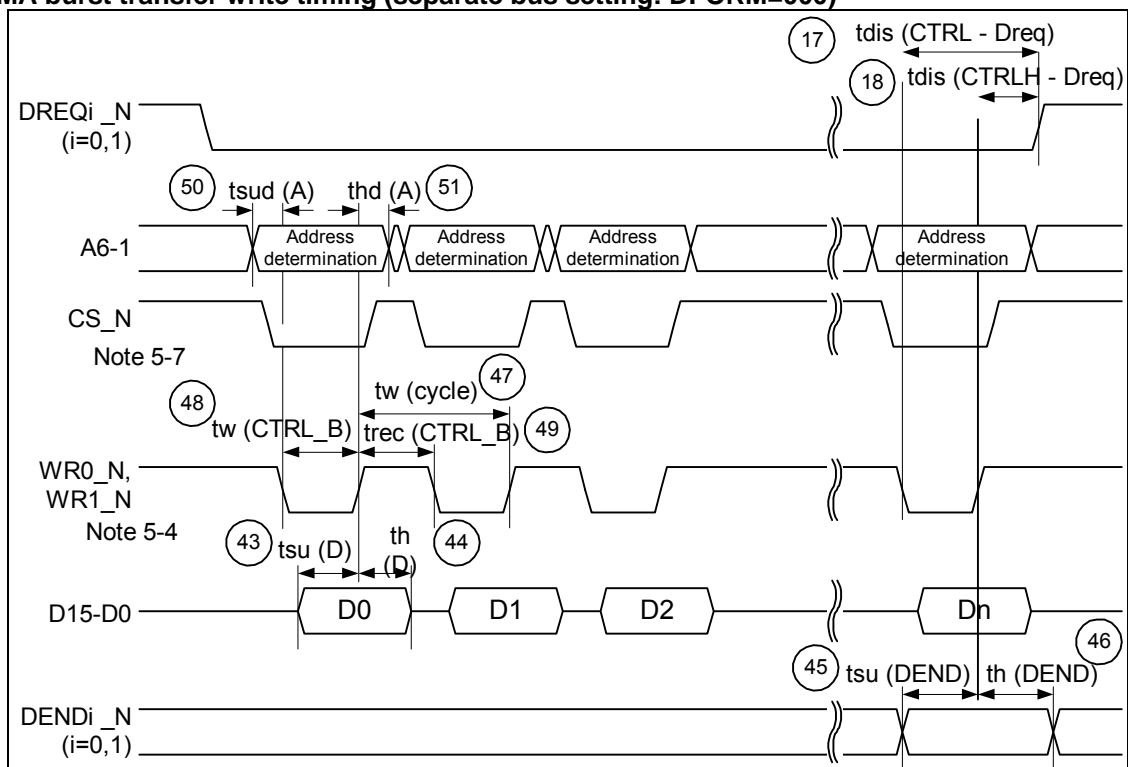 MA burst transfer write timing (separate bus setting: DFORM=000)
17 tdis (CTRL - Dreq)
18 tdis (CTRLH - Dreq)
DREQi _N
(i=0,1)
50 tsud (A) thd (A) 51
A6-1
Address determination
Address determination
Address determination
Address determination
CS_N
Note 5-7
47
tw (cycle)
48
tw (CTRL_B) trec (CTRL_B) 49
WR0_N,
WR1_N
Note 5-4
43 tsu (D) th (D) 44
D15-D0
D0 D1 D2 Dn
45 tsu (DEND) th (DEND) 46
DENDi _N
(i=0,1)